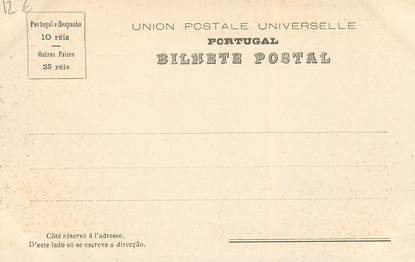 12 €
Portugal e Hespanha
10 réis
Outros Paizes
25 réis
UNION POSTALE UNIVERSELLE
PORTUGAL
BILHETE POSTAL
Côté réservé á l'adresse.
D'este lado só se escreve a direcção.